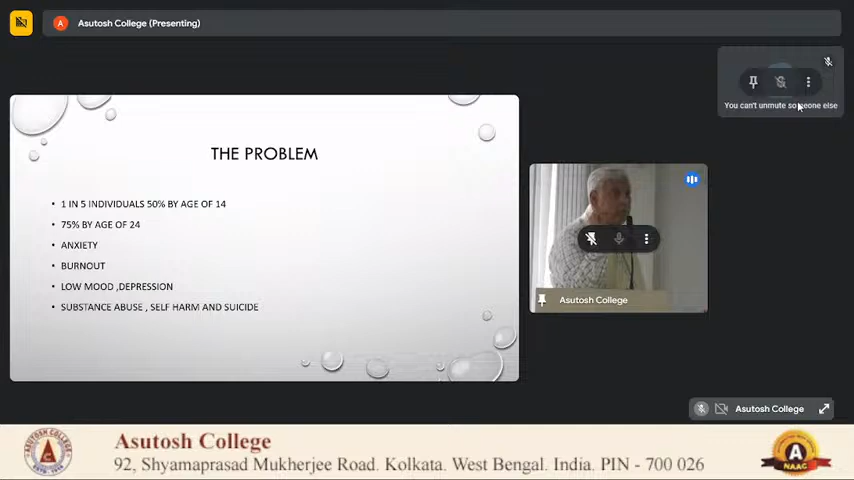 A Asutosh College (Presenting)
You can't unmute someone else
THE PROBLEM
• 1 IN 5 INDIVIDUALS 50% BY AGE OF 14
• 75% BY AGE OF 24
• ANXIETY
• BURNOUT
• LOW MOOD ,DEPRESSION
• SUBSTANCE ABUSE , SELF HARM AND SUICIDE
Asutosh College
Asutosh College
Asutosh College
92, Shyamaprasad Mukherjee Road. Kolkata. West Bengal. India. PIN - 700 026
ASUTOSH COLLEGE
A
NAAC